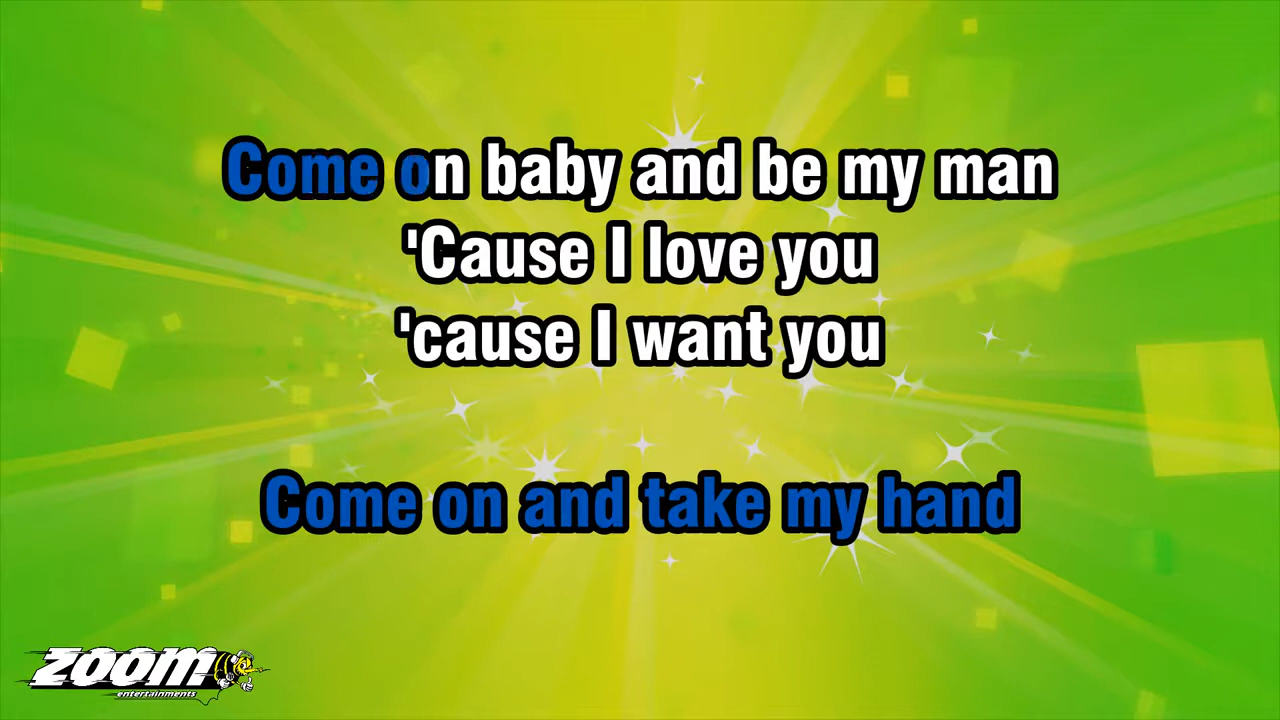 Come on baby and be my man
'Cause I love you
'cause I want you
Come on and take my hand
zoom
entertainments